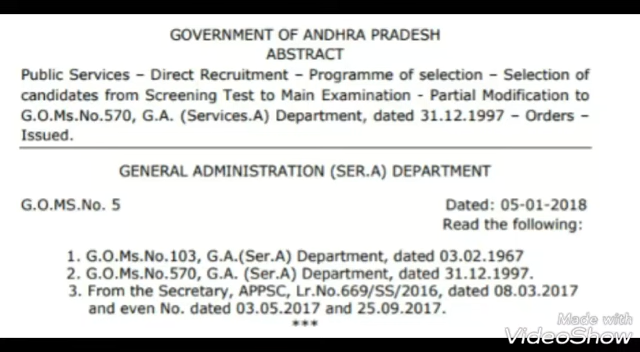 GOVERNMENT OF ANDHRA PRADESH
ABSTRACT
Public Services – Direct Recruitment – Programme of selection – Selection of
candidates from Screening Test to Main Examination - Partial Modification to
G.O.Ms.No.570, G.A. (Services.A) Department, dated 31.12.1997 – Orders –
Issued.
GENERAL ADMINISTRATION (SER.A) DEPARTMENT
G.O.MS.No. 5 Dated: 05-01-2018
Read the following:
1. G.O.Ms.No.103, G.A.(Ser.A) Department, dated 03.02.1967
2. G.O.Ms.No.570, G.A. (Ser.A) Department, dated 31.12.1997.
3. From the Secretary, APPSC, Lr.No.669/SS/2016, dated 08.03.2017
and even No. dated 03.05.2017 and 25.09.2017.
***
Made with
VideoShow